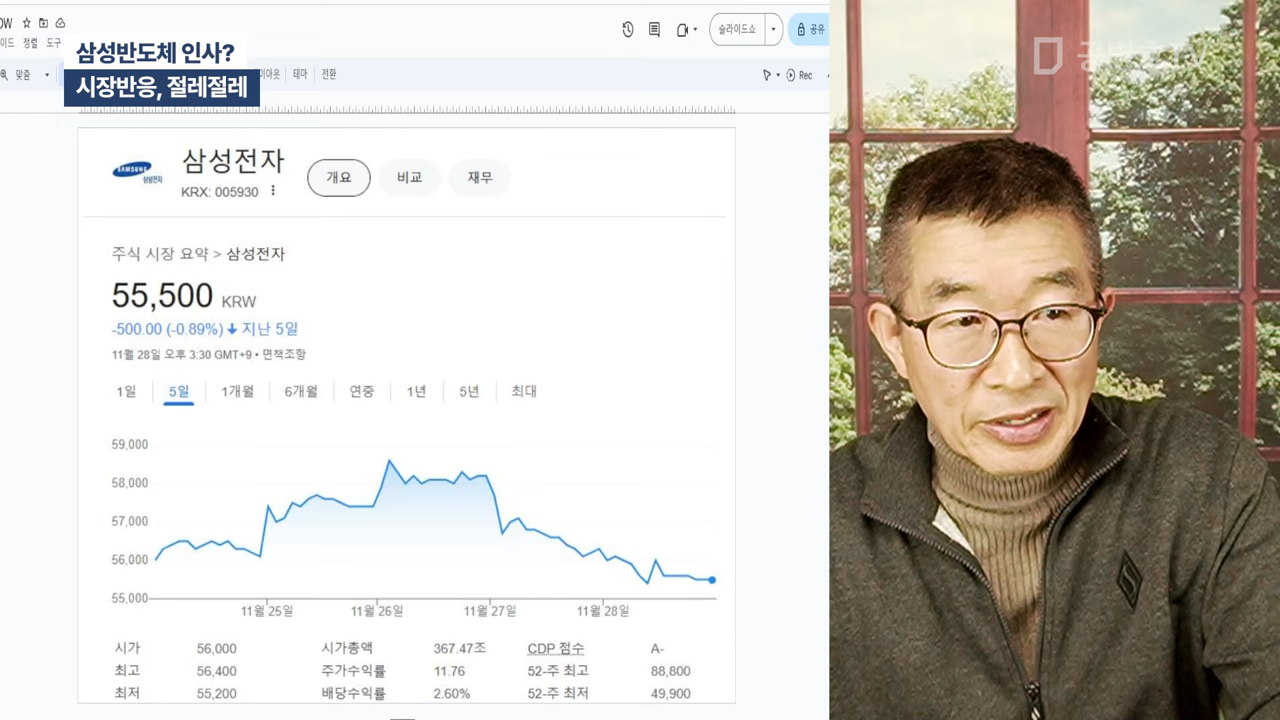 삼성반도체 인사?
시장반응, 절레절레
정렬 도구
맞춤
테마 전환
슬라이드쇼
공유
Rec
SAMSUNG
삼성전자
삼성전자
KRX: 005930
개요 비교 재무
주식 시장 요약 > 삼성전자
55,500 KRW
-500.00 (-0.89%) 지난 5일
11월 28일 오후 3:30 GMT+9 • 면책조항
1일 5일 1개월 6개월 연중 1년 5년 최대
59,000
58,000
57,000
56,000
55,000
11월 25일 11월 26일 11월 27일 11월 28일
시가 56,000 시가총액 367.47조 CDP 점수 A-
최고 56,400 주가수익률 11.76 52-주 최고 88,800
최저 55,200 배당수익률 2.60% 52-주 최저 49,900